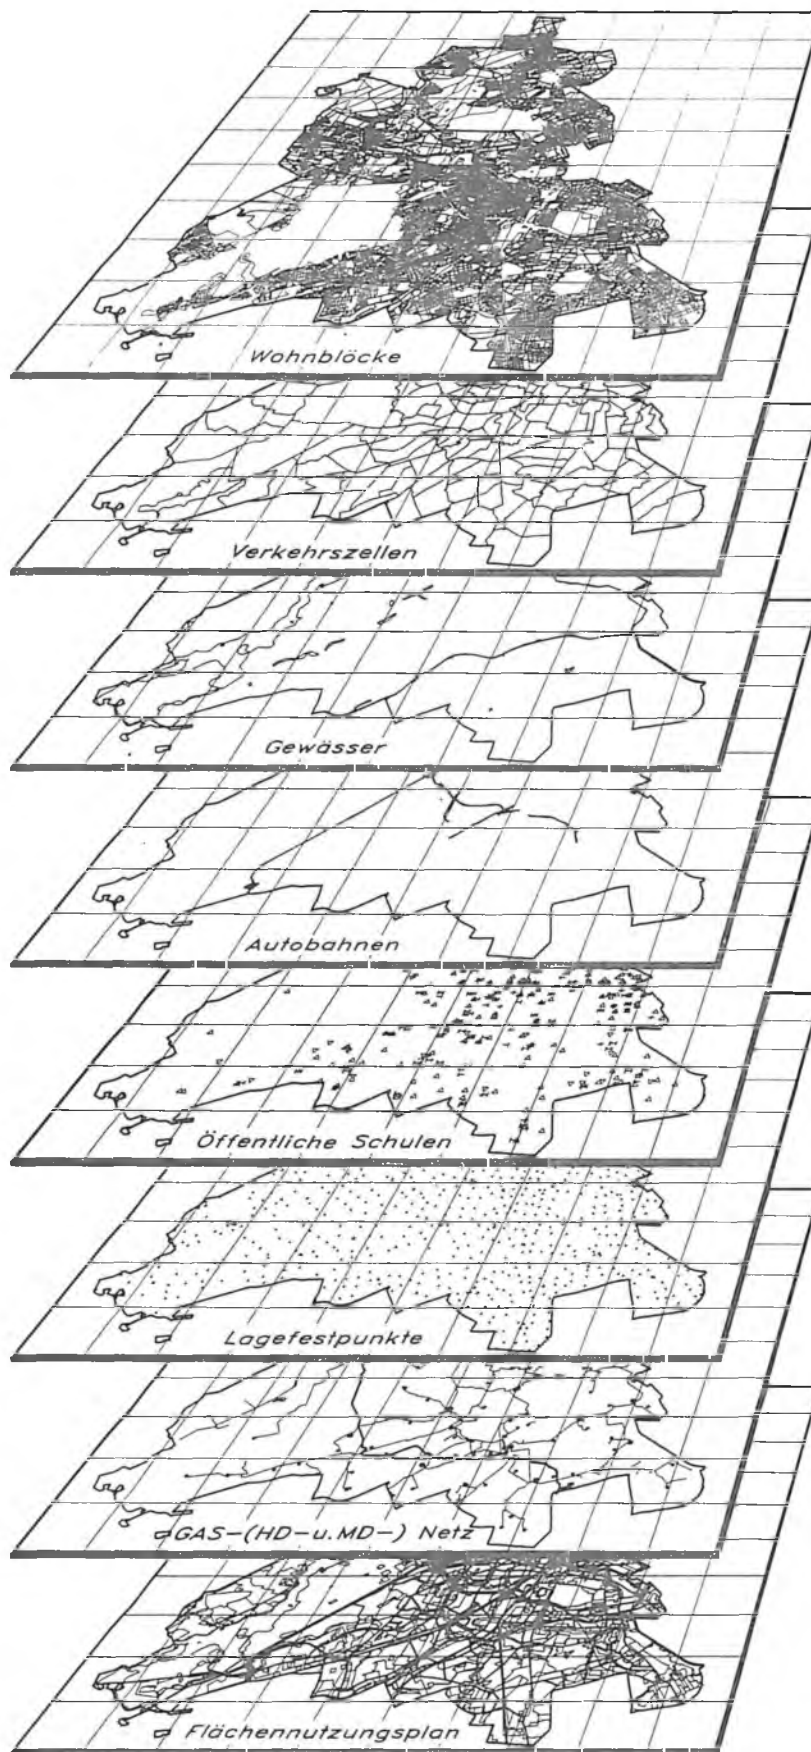 Wohnblöcke
Verkehrszellen
Gewässer
Autobahnen
Öffentliche Schulen
Lagefestpunkte
GAS-(HD-u.MD-) Netz
Flächennutzungsplan